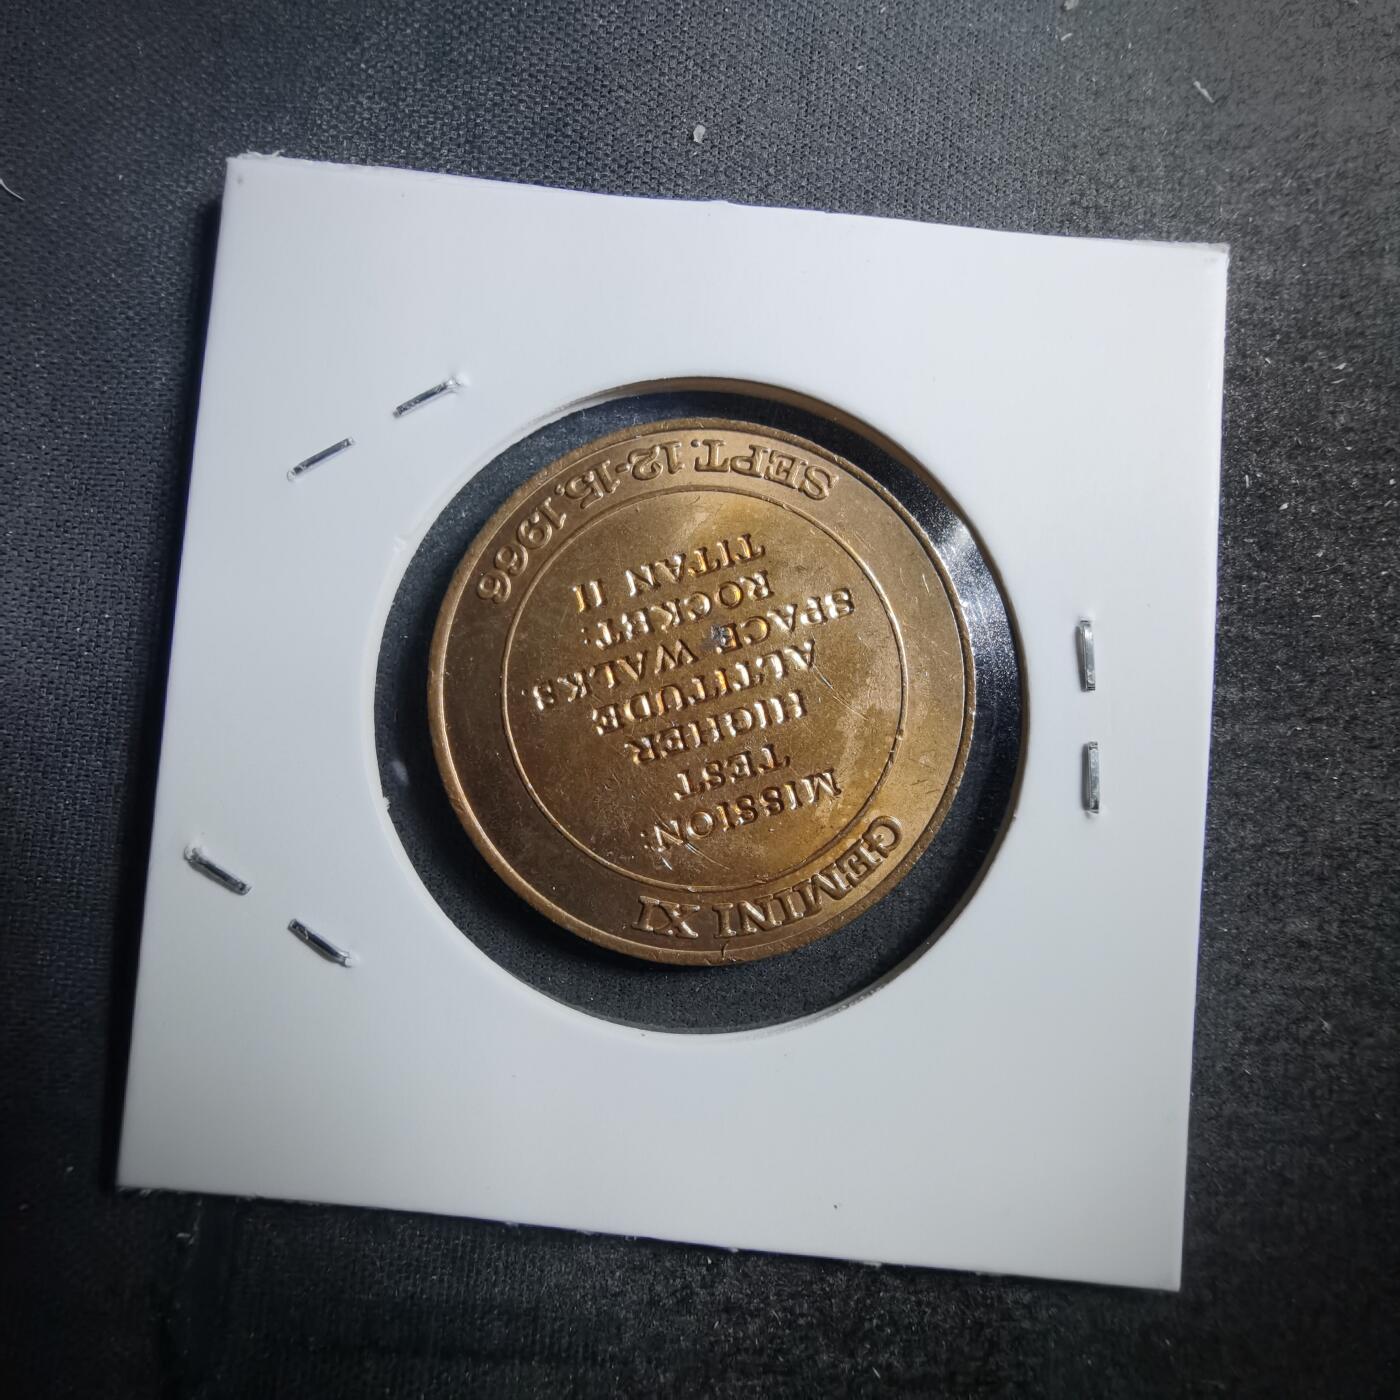 GEMINI XI
MISSION:
TEST
HIGHER
ALTITUDE
SPACE WALKS
ROCKET:
TITAN II
SEPT. 12-15, 1966